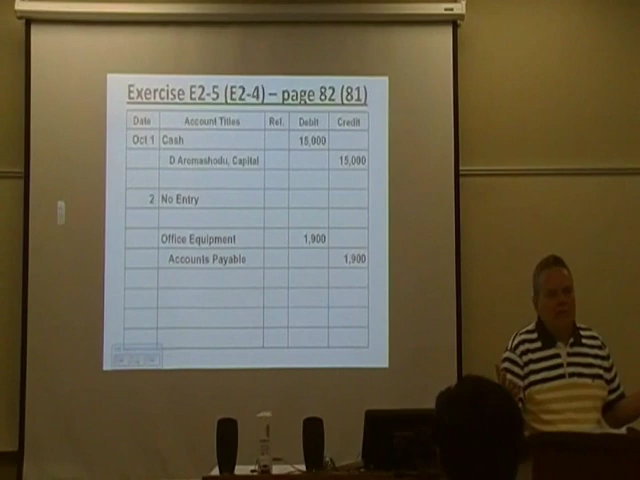 Exercise E2-5 (E2-4) – page 82 (81)
Date Account Titles Ref. Debit Credit
Oct 1 Cash 15,000
D Aremashodu, Capital 15,000
2 No Entry
Office Equipment 1,900
Accounts Payable 1,900